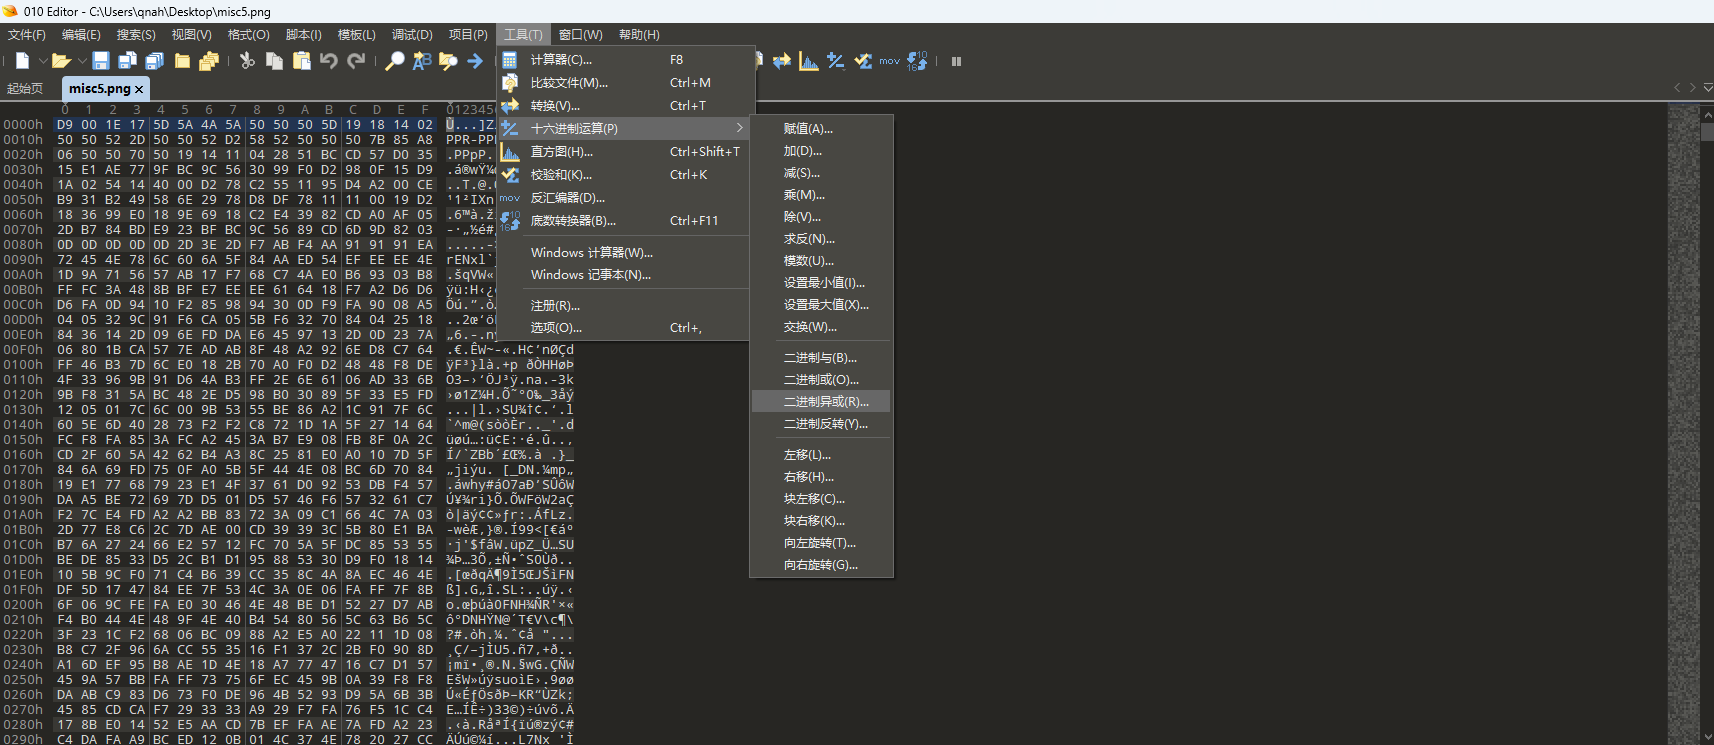 010 Editor - C:\Users\qnah\Desktop\misc5.png
文件(F) 编辑(E) 搜索(S) 视图(V) 格式(O) 脚本(I) 模板(L) 调试(D) 项目(P) 工具(T) 窗口(W) 帮助(H)
起始页 misc5.png
计算器(C)... F8
比较文件(M)... Ctrl+M
转换(V)... Ctrl+T
十六进制运算(P)
直方图(H)... Ctrl+Shift+T
校验和(K)... Ctrl+K
反汇编器(D)...
底数转换器(B)... Ctrl+F11
Windows 计算器(W)...
Windows 记事本(N)...
注册(R)...
选项(O)... Ctrl+,
赋值(A)...
加(D)...
减(S)...
乘(M)...
除(V)...
求反(N)...
模数(U)...
设置最小值(I)...
设置最大值(X)...
交换(W)...
二进制与(B)...
二进制或(O)...
二进制异或(R)...
二进制反转(Y)...
左移(L)...
右移(H)...
块左移(C)...
块右移(K)...
向左旋转(T)...
向右旋转(G)...
0 1 2 3 4 5 6 7 8 9 A B C D E F
0000h D9 00 1E 17 5D 5A 4A 5A 50 50 50 5D 19 18 14 02
0010h 50 50 52 2D 50 52 D2 58 52 50 50 50 7B 85 A8
0020h 06 50 50 70 50 19 14 11 04 28 51 BC CD 57 D0 35
0030h 15 E1 AE 77 9F BC 9C 56 30 99 F0 D2 98 0F 15 D9
0040h 1A 02 54 14 40 00 D2 78 C2 55 11 95 D4 A2 00 CE
0050h B9 31 B2 49 58 6E 29 78 D8 DF 78 11 11 00 19 D2
0060h 18 36 99 E0 18 9E 69 18 C2 E4 39 82 CD A0 AF 05
0070h 2D B7 84 BD E9 23 BF BC 9C 56 89 CD 6D 9D 82 03
0080h 0D 0D 0D 0D 0D 2D 3E 2D F7 AB F4 AA 91 91 91 EA
0090h 72 45 4E 78 6C 60 6A 5F 84 AA ED 54 EF EE EE 4E
00A0h 1D 9A 71 56 57 AB 17 F7 68 C7 4A E0 B6 93 03 B8
00B0h FF FC 3A 48 8B BF E7 EE EE 61 64 18 F7 A2 D6 D6
00C0h D6 FA 0D 94 10 F2 85 98 94 30 0D F9 FA 90 08 A5
00D0h 04 05 32 9C 91 F6 CA 05 5B F6 32 70 84 04 25 18
00E0h 84 36 14 2D 09 6E FD DA E6 45 97 13 2D 0D 23 7A
00F0h 06 80 1B CA 57 7E AD AB 8F 48 A2 92 6E D8 C7 64
0100h FF 46 B3 7D 6C E0 18 2B 70 A0 F0 D2 48 48 F8 DE
0110h 4F 33 96 9B 91 D6 4A B3 FF 2E 6E 61 06 AD 33 6B
0120h 9B F8 31 5A BC 48 2E D5 98 B0 30 89 5F 33 E5 FD
0130h 12 05 01 7C 6C 00 9B 53 55 BE 86 A2 1C 91 7F 6C
0140h 60 5E 6D 40 28 73 F2 F2 C8 72 1D 1A 5F 27 14 64
0150h FC F8 FA 85 3A FC A2 45 3A B7 E9 08 FB 8F 0A 2C
0160h CD 2F 60 5A 42 62 B4 A3 8C 25 81 E0 A0 10 7D 5F
0170h 84 6A 69 FD 75 0F A0 5B 5F 44 4E 08 BC 6D 70 84
0180h 19 E1 77 68 79 23 E1 4F 37 61 D0 92 53 DB F4 57
0190h DA A5 BE 72 69 7D D5 01 D5 57 46 F6 57 32 61 C7
01A0h F2 7C E4 FD A2 A2 BB 83 72 3A 09 C1 66 4C 7A 03
01B0h 2D 77 E8 C6 2C 7D AE 00 CD 39 39 3C 5B 80 E1 BA
01C0h B7 6A 27 24 66 E2 57 12 FC 70 5A 5F DC 85 53 55
01D0h BE DE 85 33 D5 2C B1 D1 95 88 53 30 D9 F0 18 14
01E0h 10 5B 9C F0 71 C4 B6 39 CC 35 8C 4A 8A EC 46 4E
01F0h DF 5D 17 47 84 EE 7F 53 4C 3A 0E 06 FA FF 7F 8B
0200h 6F 06 9C FE FA E0 30 46 4E 48 BE D1 52 27 D7 AB
0210h F4 B0 44 4E 48 9F 4E 40 B4 54 80 56 5C 63 B6 5C
0220h 3F 23 1C F2 68 06 BC 09 88 A2 E5 A0 22 11 1D 08
0230h B8 C7 2F 96 6A CC 55 35 16 F1 37 2C 2B F0 90 8D
0240h A1 6D EF 95 B8 AE 1D 4E 18 A7 77 47 16 C7 D1 57
0250h 45 9A 57 BB FA FF 73 75 6F EC 45 9B 0A 39 F8 F8
0260h DA AB C9 83 D6 73 F0 DE 96 4B 52 93 D9 5A 6B 3B
0270h 45 85 CD CA F7 29 33 33 A9 29 F7 FA 76 F5 1C C4
0280h 17 8B E0 14 52 E5 AA CD 7B EF FA AE 7A FD A2 23
0290h C4 DA FA A9 BC ED 12 0B 01 4C 37 4E 78 20 27 CC